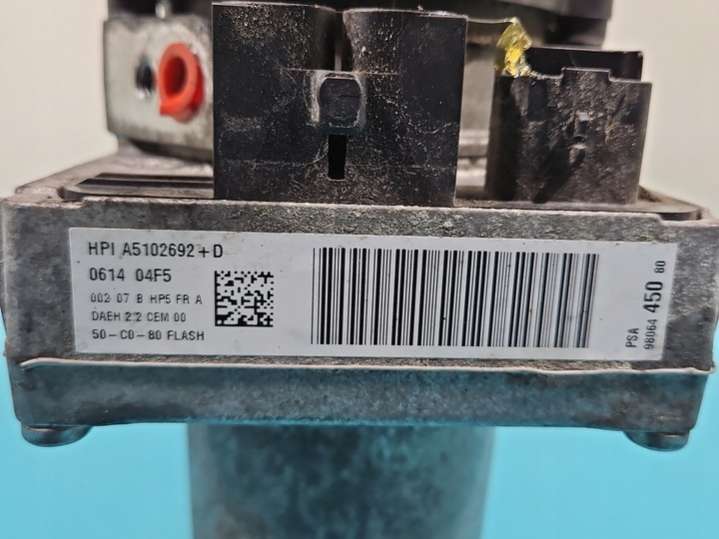 HPI A5102692+D
0614 04F5
002 07 B HP5 FR A
DAEH 2'2 CEM 00
50-C0-80 FLASH
PSA
98064 450 80